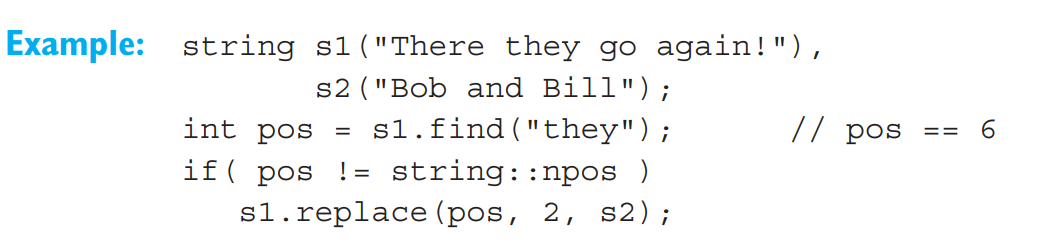 Example: string s1("There they go again!"),
s2("Bob and Bill");
int pos = s1.find("they"); // pos == 6
if( pos != string::npos )
s1.replace(pos, 2, s2);